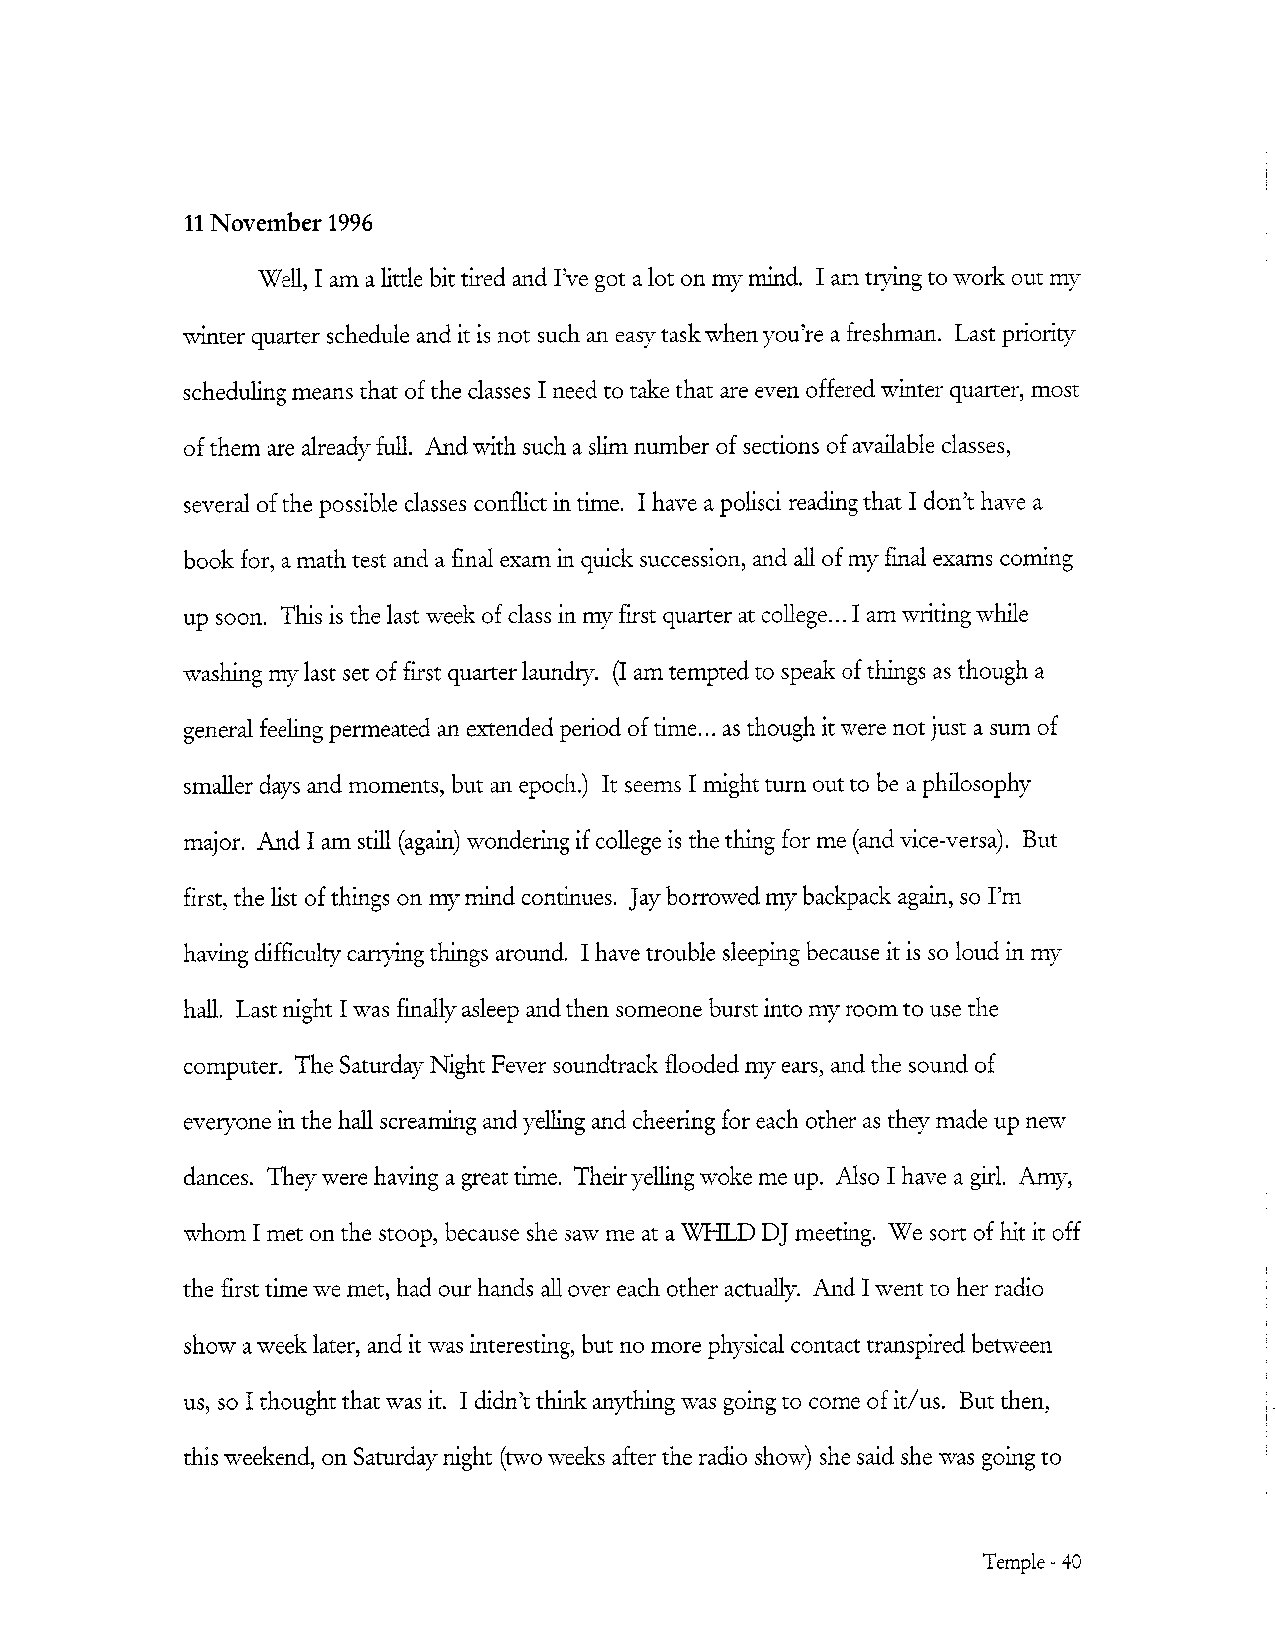 11 November 1996
Well, I am a little bit tired and I've got a lot on my mind. I am trying to work out my
winter quarter schedule and it is not such an easy task when you're a freshman. Last priority
scheduling means that of the classes I need to take that are even offered winter quarter, most
of them are already full. And with such a slim number of sections of available classes,
several of the possible classes conflict in time. I have a polisci reading that I don't have a
book for, a math test and a final exam in quick succession, and all of my final exams coming
up soon. This is the last week of class in my first quarter at college... I am writing while
washing my last set of first quarter laundry. (I am tempted to speak of things as though a
general feeling permeated an extended period of time... as though it were not just a sum of
smaller days and moments, but an epoch.) It seems I might turn out to be a philosophy
major. And I am still (again) wondering if college is the thing for me (and vice-versa). But
first, the list of things on my mind continues. Jay borrowed my backpack again, so I'm
having difficulty carrying things around. I have trouble sleeping because it is so loud in my
hall. Last night I was finally asleep and then someone burst into my room to use the
computer. The Saturday Night Fever soundtrack flooded my ears, and the sound of
everyone in the hall screaming and yelling and cheering for each other as they made up new
dances. They were having a great time. Their yelling woke me up. Also I have a girl. Amy,
whom I met on the stoop, because she saw me at a WHLD DJ meeting. We sort of hit it off
the first time we met, had our hands all over each other actually. And I went to her radio
show a week later, and it was interesting, but no more physical contact transpired between
us, so I thought that was it. I didn't think anything was going to come of it/us. But then,
this weekend, on Saturday night (two weeks after the radio show) she said she was going to
Temple - 40